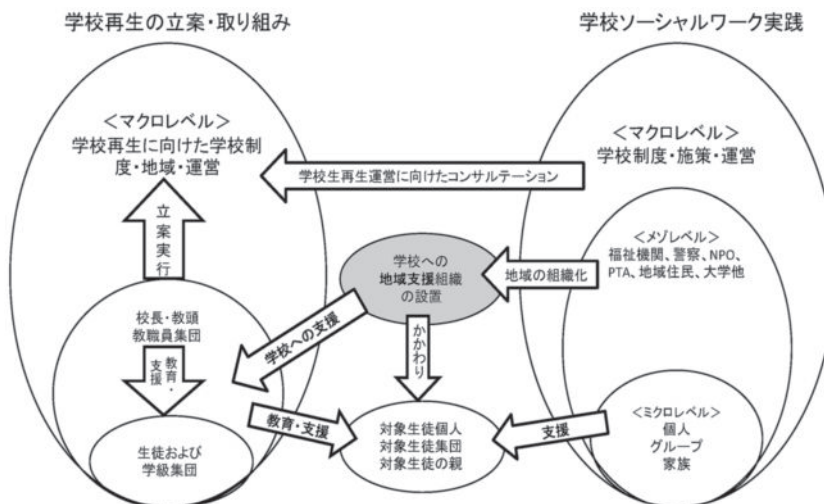 学校再生の立案・取り組み
学校ソーシャルワーク実践
＜マクロレベル＞
学校再生に向けた学校制
度・地域・運営
＜マクロレベル＞
学校制度・施策・運営
学校生再生運営に向けたコンサルテーション
立案実行
＜メゾレベル＞
福祉機関、警察、NPO、
PTA、地域住民、大学他
学校への
地域支援組織
の設置
地域の組織化
校長・教頭
教職員集団
学校への支援
かかわり
教育・
支援
教育・支援
対象生徒個人
対象生徒集団
対象生徒の親
支援
＜ミクロレベル＞
個人
グループ
家族
生徒および
学級集団